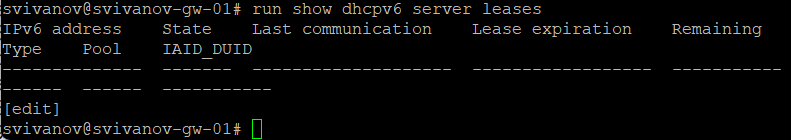 svivanov@svivanov-gw-01# run show dhcpv6 server leases
IPv6 address    State    Last communication    Lease expiration    Remaining
Type    Pool    IAID_DUID
--------------  -------  --------------------  ------------------  -----------
------  ------  -----------
[edit]
svivanov@svivanov-gw-01#